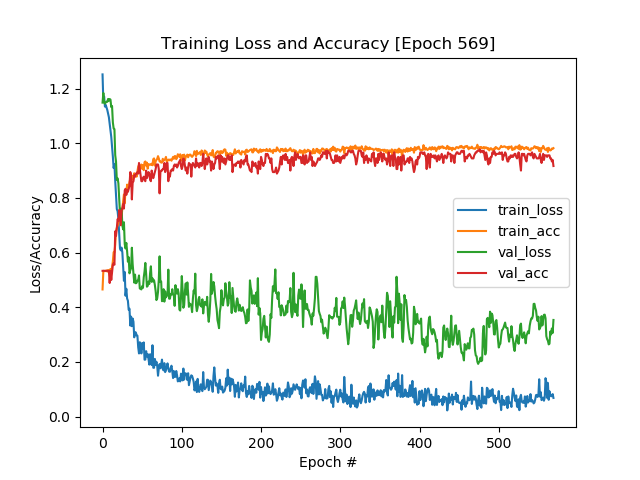 Training Loss and Accuracy [Epoch 569]
1.2
1.0
0.8
0.6
0.4
0.2
0.0
Loss/Accuracy
train_loss
train_acc
val_loss
val_acc
0 100 200 300 400 500
Epoch #